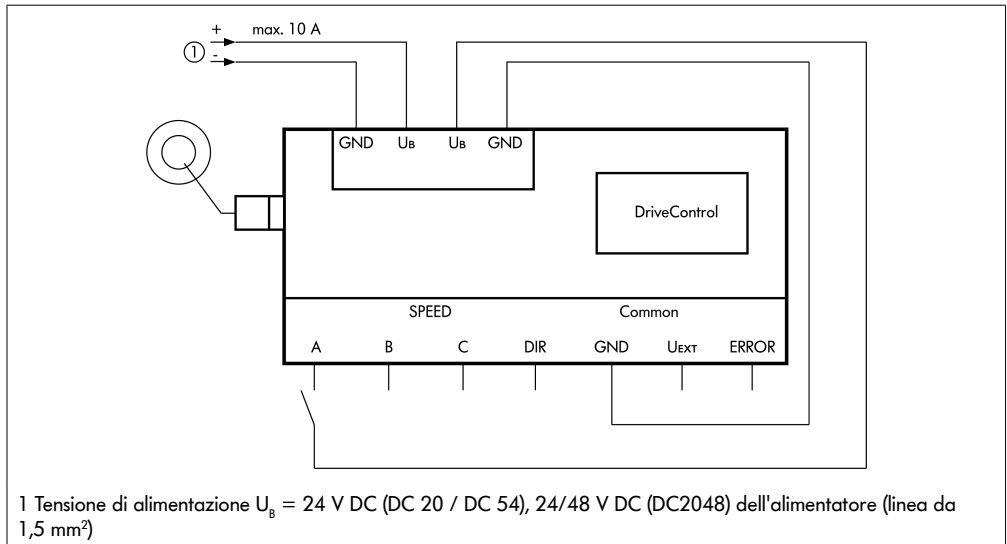 + max. 10 A
1 -
GND UB UB GND
DriveControl
SPEED Common
A B C DIR GND UEXT ERROR
1 Tensione di alimentazione UB = 24 V DC (DC 20 / DC 54), 24/48 V DC (DC2048) dell'alimentatore (linea da
1,5 mm²)